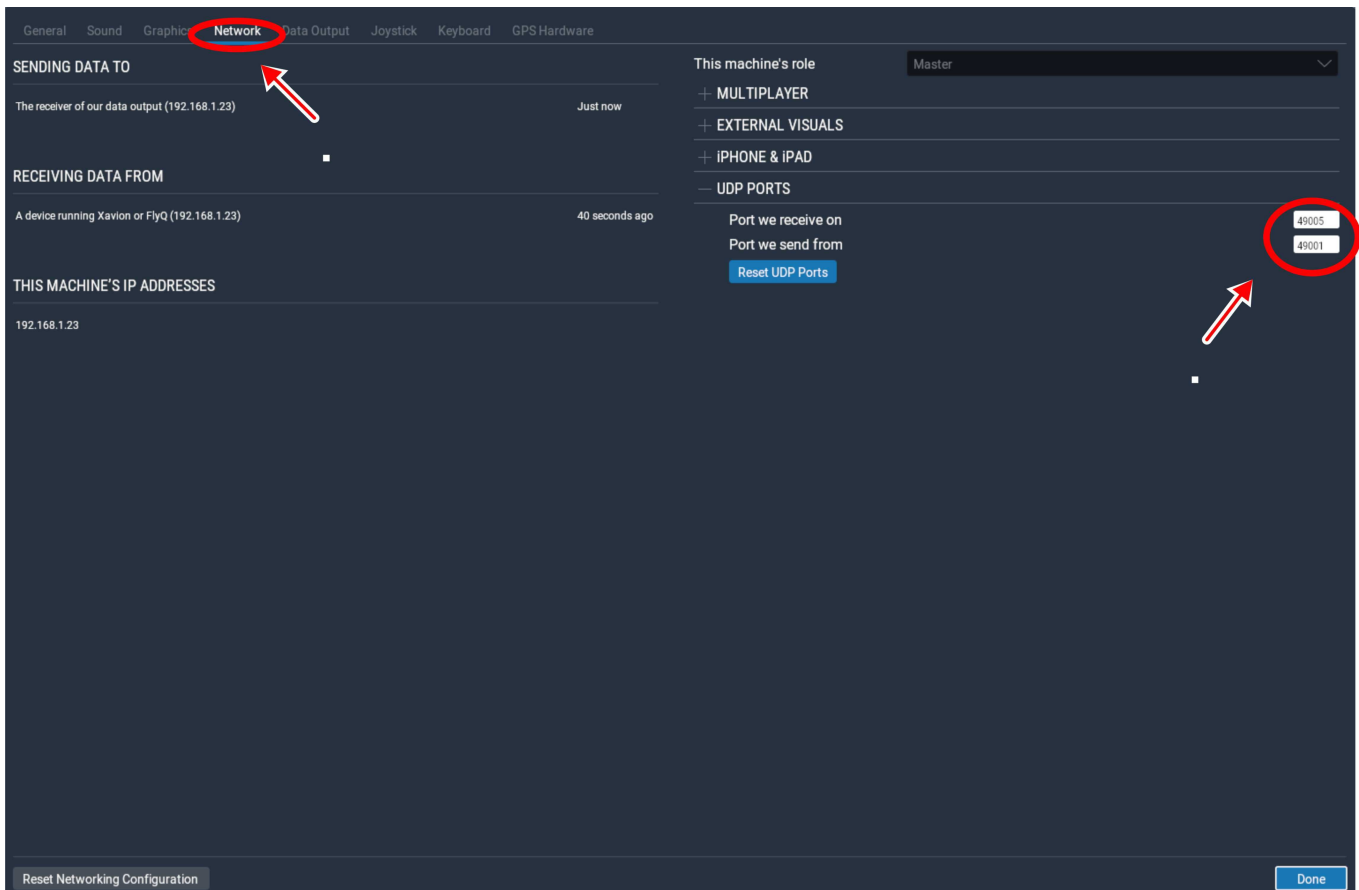 General Sound Graphics Network Data Output Joystick Keyboard GPS Hardware
SENDING DATA TO
The receiver of our data output (192.168.1.23) Just now
RECEIVING DATA FROM
A device running Xavion or FlyQ (192.168.1.23) 40 seconds ago
THIS MACHINE'S IP ADDRESSES
192.168.1.23
This machine's role Master
MULTIPLAYER
EXTERNAL VISUALS
iPHONE & iPAD
UDP PORTS
Port we receive on 49005
Port we send from 49001
Reset UDP Ports
Reset Networking Configuration
Done